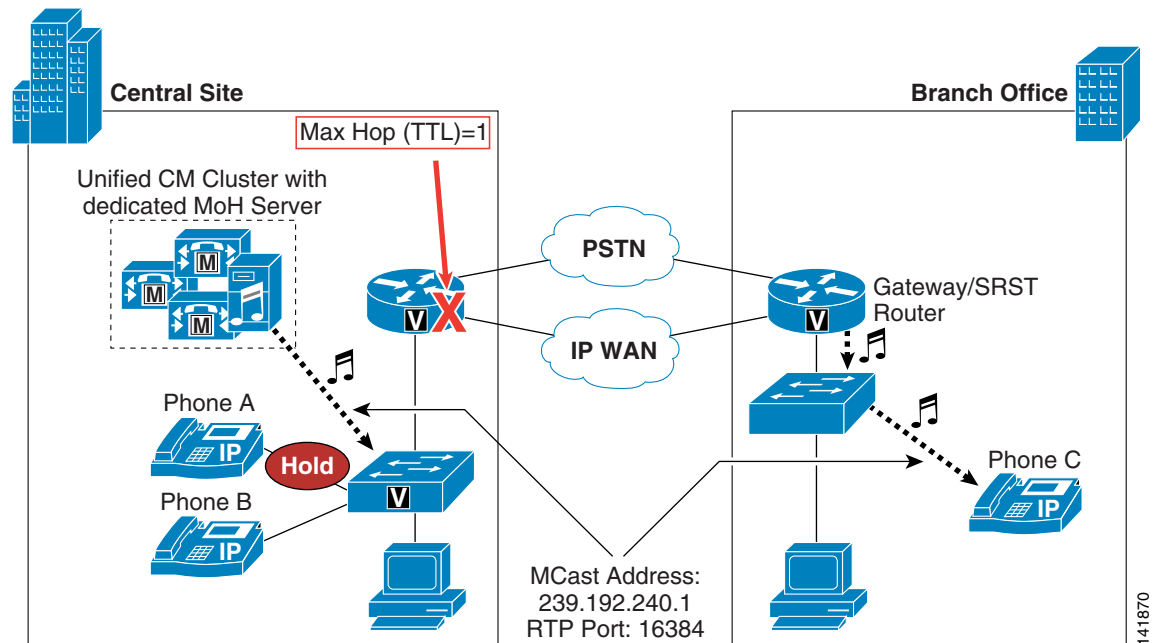 Central Site
Branch Office
Max Hop (TTL)=1
Unified CM Cluster with
dedicated MoH Server
M
M
M
PSTN
V
X
V
Gateway/SRST
Router
IP WAN
Phone A
IP
Hold
Phone C
IP
V
Phone B
IP
MCast Address:
239.192.240.1
RTP Port: 16384
141870